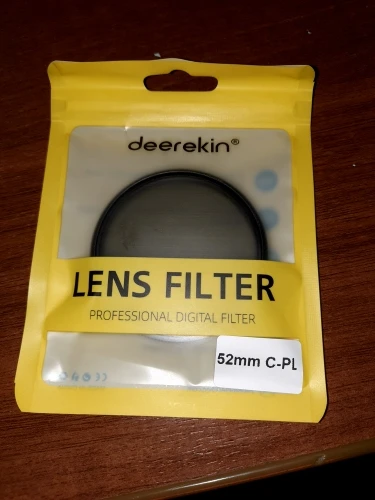 deerekin®
LENS FILTER
PROFESSIONAL DIGITAL FILTER
52mm C-PL